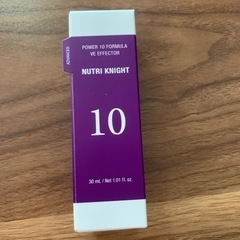 ADVANCED
POWER 10 FORMULA
VE EFFECTOR
NUTRI KNIGHT
10
30 mL / Net 1.01 fl. oz